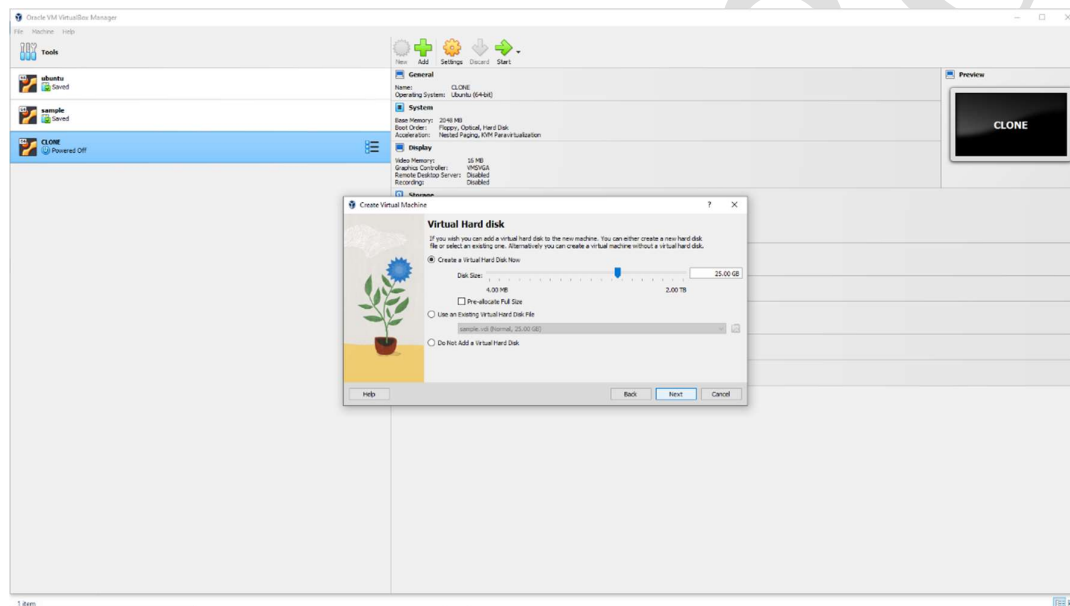 Oracle VM VirtualBox Manager
File Machine Help
Tools
New Add Settings Discard Start
ubuntu
Saved
sample
Saved
CLONE
Powered Off
General
Name: CLONE
Operating System: Ubuntu (64-bit)
System
Base Memory: 2048 MB
Boot Order: Floppy, Optical, Hard Disk
Acceleration: Nested Paging, KVM Paravirtualization
Display
Video Memory: 16 MB
Graphics Controller: VMSVGA
Remote Desktop Server: Disabled
Recording: Disabled
Storage
Preview
CLONE
Create Virtual Machine
Virtual Hard disk
If you wish you can add a virtual hard disk to the new machine. You can either create a new hard disk
file or select an existing one. Alternatively you can create a virtual machine without a virtual hard disk.
Create a Virtual Hard Disk Now
Disk Size: 25.00 GB
4.00 MB 2.00 TB
Pre-allocate Full Size
Use an Existing Virtual Hard Disk File
sample.vdi (Normal, 25.00 GB)
Do Not Add a Virtual Hard Disk
Help Back Next Cancel
1 item